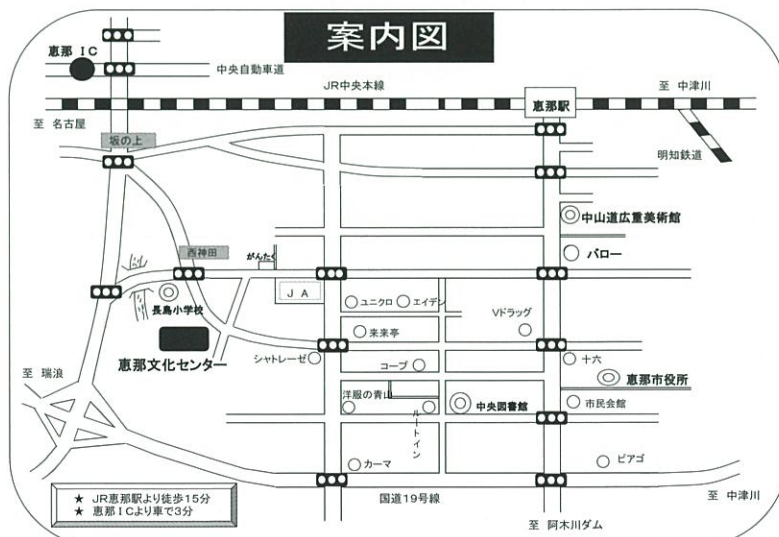 案内図
恵那 IC
中央自動車道
JR中央本線
恵那駅
至 中津川
至 名古屋
坂の上
明知鉄道
中山道広重美術館
西神田
がんたく
バロー
JA
ユニクロ
エイデン
長島小学校
Vドラッグ
来来亭
恵那文化センター
シャトレーゼ
コープ
十六
至 瑞浪
恵那市役所
洋服の青山
ルートイン
中央図書館
市民会館
カーマ
ピアゴ
★ JR恵那駅より徒歩15分
★ 恵那ICより車で3分
国道19号線
至 中津川
至 阿木川ダム